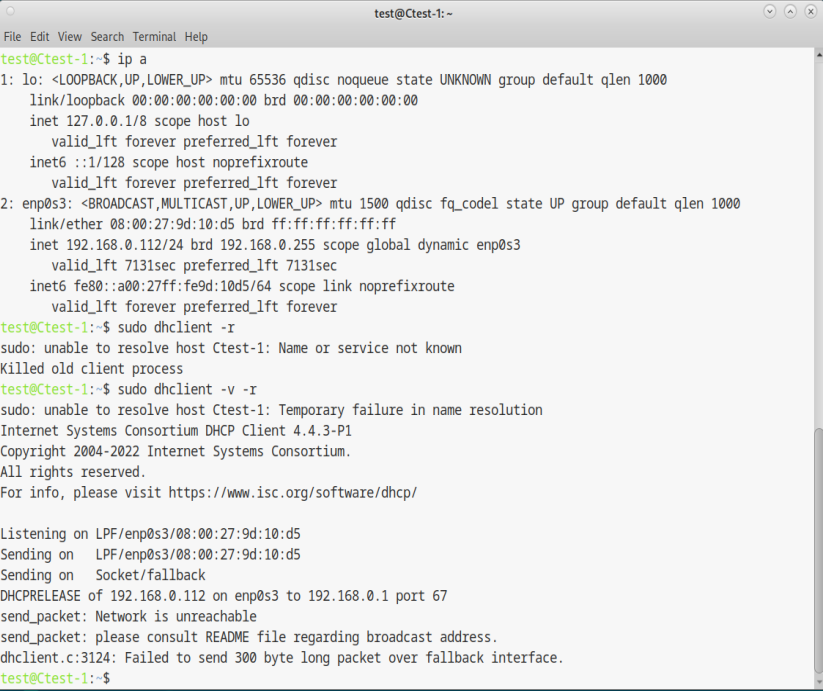 test@Ctest-1: ~
File Edit View Search Terminal Help
test@Ctest-1:~$ ip a
1: lo: <LOOPBACK,UP,LOWER_UP> mtu 65536 qdisc noqueue state UNKNOWN group default qlen 1000
    link/loopback 00:00:00:00:00:00 brd 00:00:00:00:00:00
    inet 127.0.0.1/8 scope host lo
       valid_lft forever preferred_lft forever
    inet6 ::1/128 scope host noprefixroute
       valid_lft forever preferred_lft forever
2: enp0s3: <BROADCAST,MULTICAST,UP,LOWER_UP> mtu 1500 qdisc fq_codel state UP group default qlen 1000
    link/ether 08:00:27:9d:10:d5 brd ff:ff:ff:ff:ff:ff
    inet 192.168.0.112/24 brd 192.168.0.255 scope global dynamic enp0s3
       valid_lft 7131sec preferred_lft 7131sec
    inet6 fe80::a00:27ff:fe9d:10d5/64 scope link noprefixroute
       valid_lft forever preferred_lft forever
test@Ctest-1:~$ sudo dhclient -r
sudo: unable to resolve host Ctest-1: Name or service not known
Killed old client process
test@Ctest-1:~$ sudo dhclient -v -r
sudo: unable to resolve host Ctest-1: Temporary failure in name resolution
Internet Systems Consortium DHCP Client 4.4.3-P1
Copyright 2004-2022 Internet Systems Consortium.
All rights reserved.
For info, please visit https://www.isc.org/software/dhcp/

Listening on LPF/enp0s3/08:00:27:9d:10:d5
Sending on   LPF/enp0s3/08:00:27:9d:10:d5
Sending on   Socket/fallback
DHCPRELEASE of 192.168.0.112 on enp0s3 to 192.168.0.1 port 67
send_packet: Network is unreachable
send_packet: please consult README file regarding broadcast address.
dhclient.c:3124: Failed to send 300 byte long packet over fallback interface.
test@Ctest-1:~$